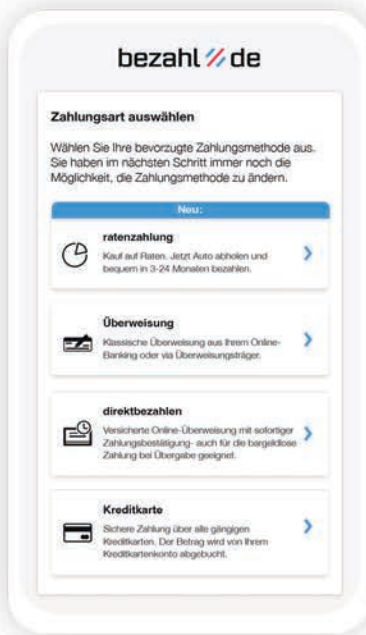 bezahl // de
Zahlungsart auswählen
Wählen Sie Ihre bevorzugte Zahlungsmethode aus.
Sie haben im nächsten Schritt immer noch die
Möglichkeit, die Zahlungsmethode zu ändern.
Neu:
ratenzahlung
Kauf auf Raten. Jetzt Auto abholen und
bequem in 3-24 Monaten bezahlen.
Überweisung
Klassische Überweisung aus Ihrem Online-
Banking oder via Überweisungsträger.
direktbezahlen
Versicherte Online-Überweisung mit sofortiger
Zahlungsbestätigung- auch für die bargeldlose
Zahlung bei Übergabe geeignet.
Kreditkarte
Sichere Zahlung über alle gängigen
Kreditkarten. Der Betrag wird von Ihrem
Kreditkartenkonto abgebucht.